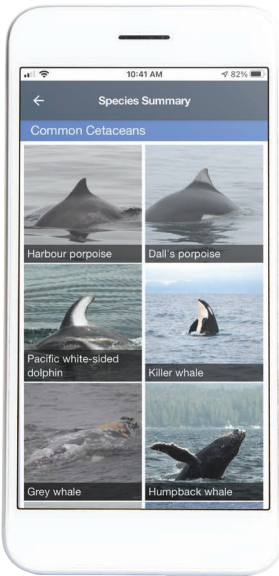 10:41 AM
82%
Species Summary
Common Cetaceans
Harbour porpoise
Dall's porpoise
Pacific white-sided
dolphin
Killer whale
Grey whale
Humpback whale